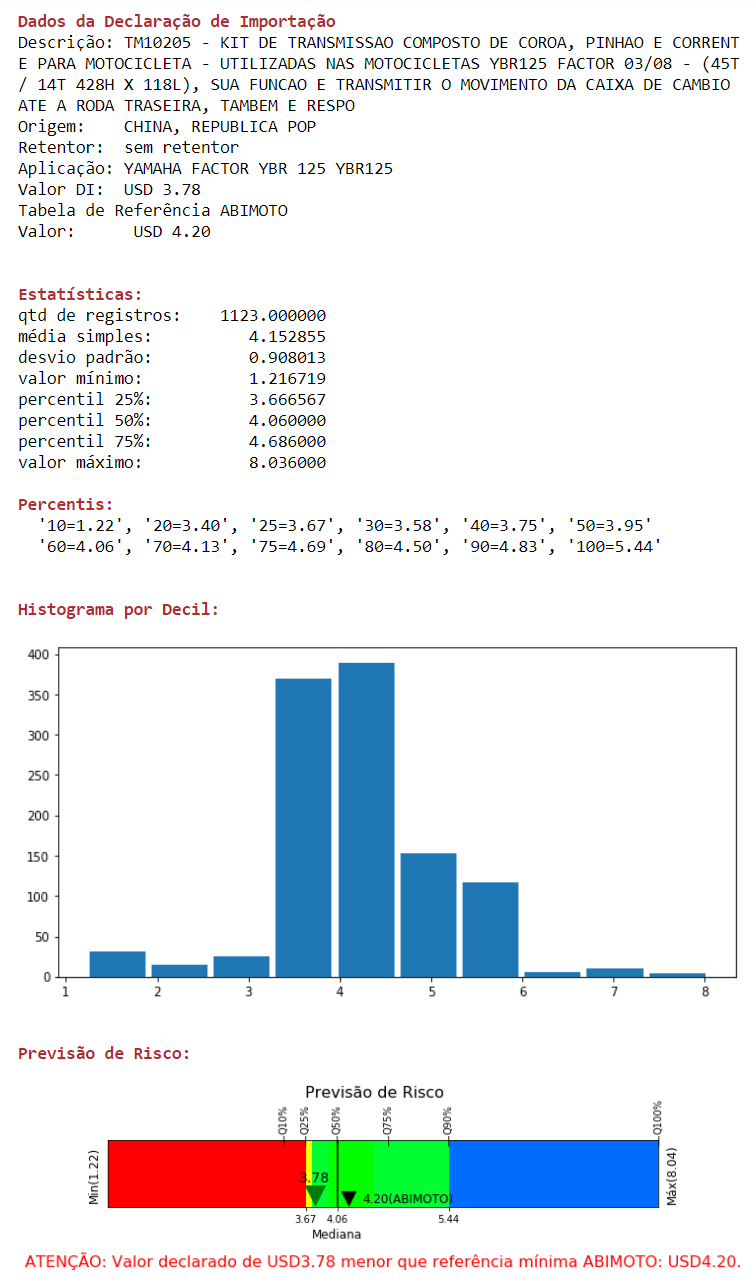 Dados da Declaração de Importação
Descrição: TM10205 - KIT DE TRANSMISSAO COMPOSTO DE COROA, PINHAO E CORRENT
E PARA MOTOCICLETA - UTILIZADAS NAS MOTOCICLETAS YBR125 FACTOR 03/08 - (45T
/ 14T 428H X 118L), SUA FUNCAO E TRANSMITIR O MOVIMENTO DA CAIXA DE CAMBIO
ATE A RODA TRASEIRA, TAMBEM E RESPO
Origem: CHINA, REPUBLICA POP
Retentor: sem retentor
Aplicação: YAMAHA FACTOR YBR 125 YBR125
Valor DI: USD 3.78
Tabela de Referência ABIMOTO
Valor: USD 4.20
Estatísticas:
qtd de registros: 1123.000000
média simples: 4.152855
desvio padrão: 0.908013
valor mínimo: 1.216719
percentil 25%: 3.666567
percentil 50%: 4.060000
percentil 75%: 4.686000
valor máximo: 8.036000
Percentis:
'10=1.22', '20=3.40', '25=3.67', '30=3.58', '40=3.75', '50=3.95'
'60=4.06', '70=4.13', '75=4.69', '80=4.50', '90=4.83', '100=5.44'
Histograma por Decil:
400
350
300
250
200
150
100
50
0
1 2 3 4 5 6 7 8
Previsão de Risco:
Previsão de Risco
Q10% Q25% Q50% Q75% Q90% Q100%
Min(1.22)
3.78
4.20(ABIMOTO)
Máx(8.04)
3.67 4.06 5.44
Mediana
ATENÇÃO: Valor declarado de USD3.78 menor que referência mínima ABIMOTO: USD4.20.